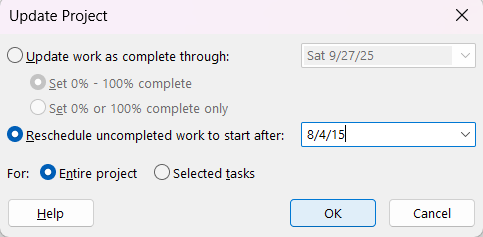 Update Project
Update work as complete through: Sat 9/27/25
Set 0% - 100% complete
Set 0% or 100% complete only
Reschedule uncompleted work to start after: 8/4/15
For: Entire project Selected tasks
Help OK Cancel